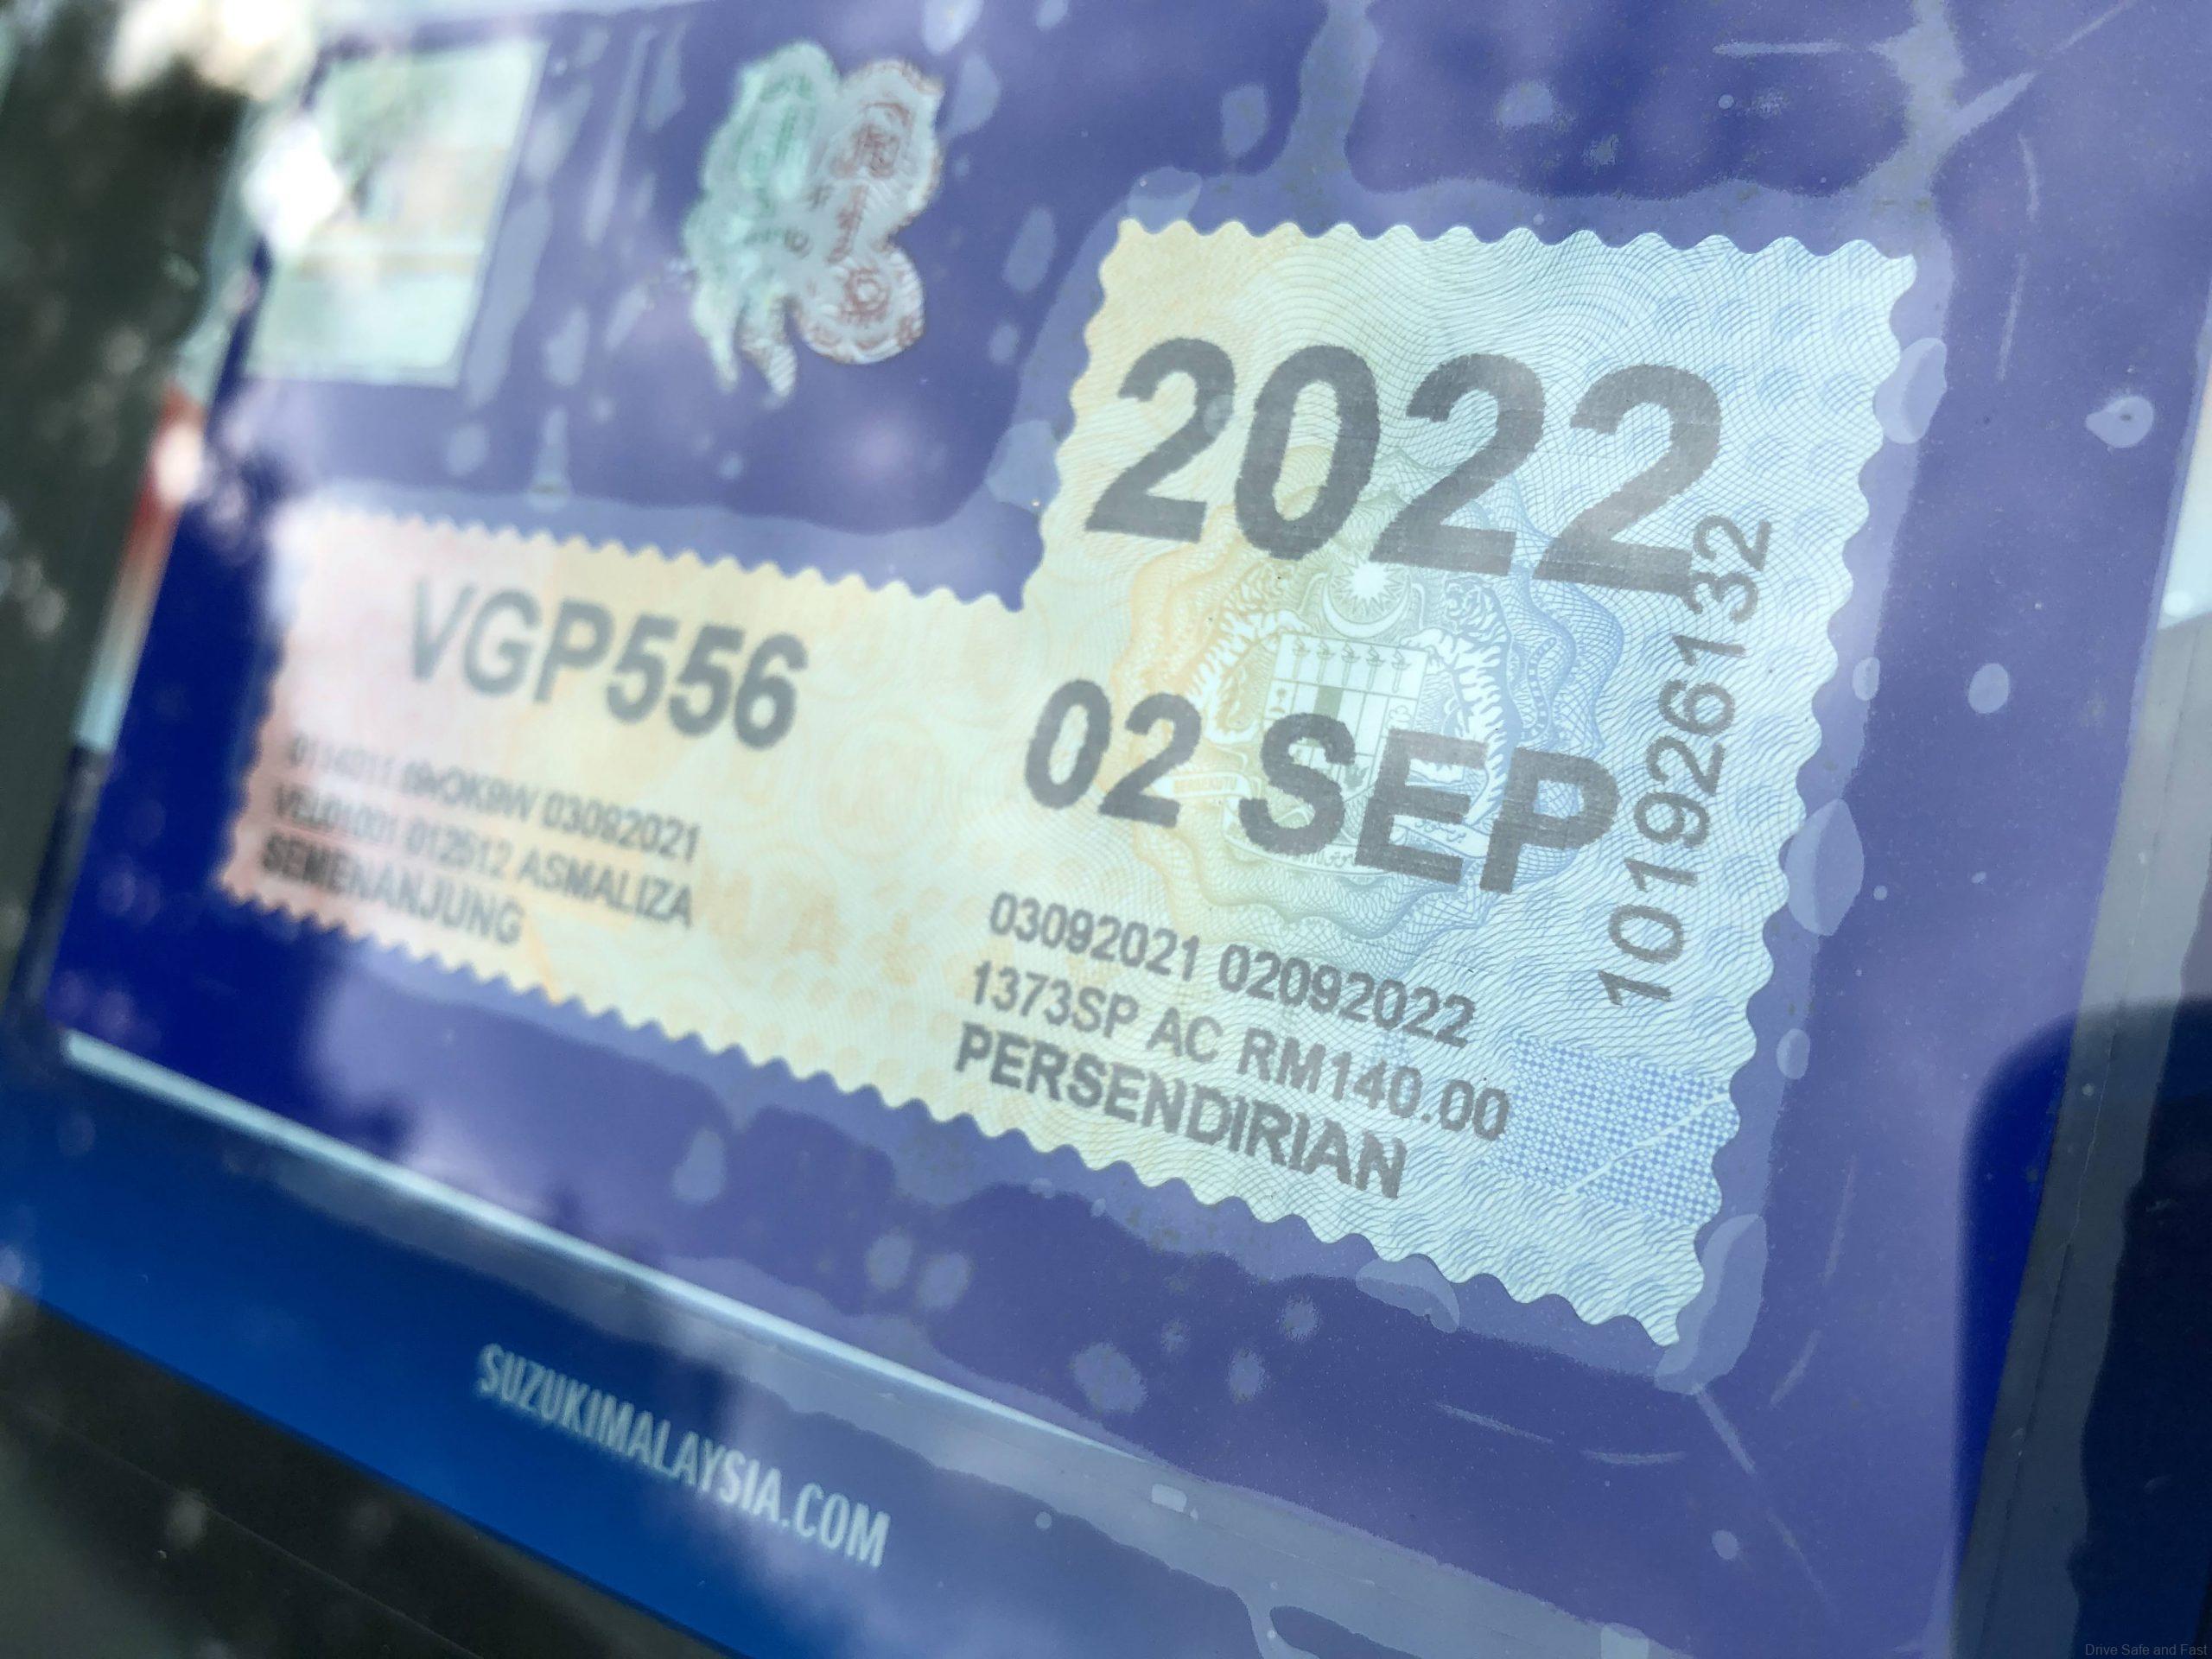 2022
VGP556
02 SEP
101926132
03092021
ASMALIZA
SEMENANJUNG
03092021 02092022
1373SP AC RM140.00
PERSENDIRIAN
SUZUKIMALAYSIA.COM
Drive Safe and Fast